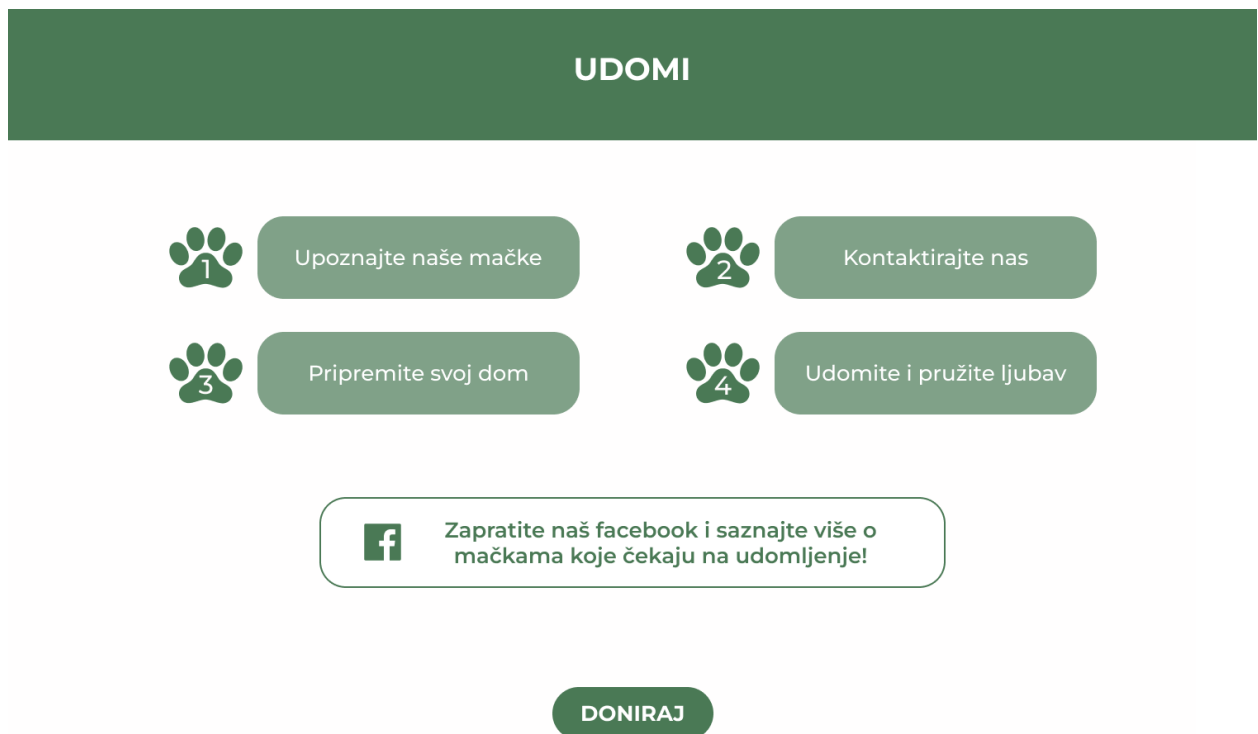 UDOMI
1 Upoznajte naše mačke
2 Kontaktirajte nas
3 Pripremite svoj dom
4 Udomite i pružite ljubav
Zapratite naš facebook i saznajte više o
mačkama koje čekaju na udomljenje!
DONIRAJ